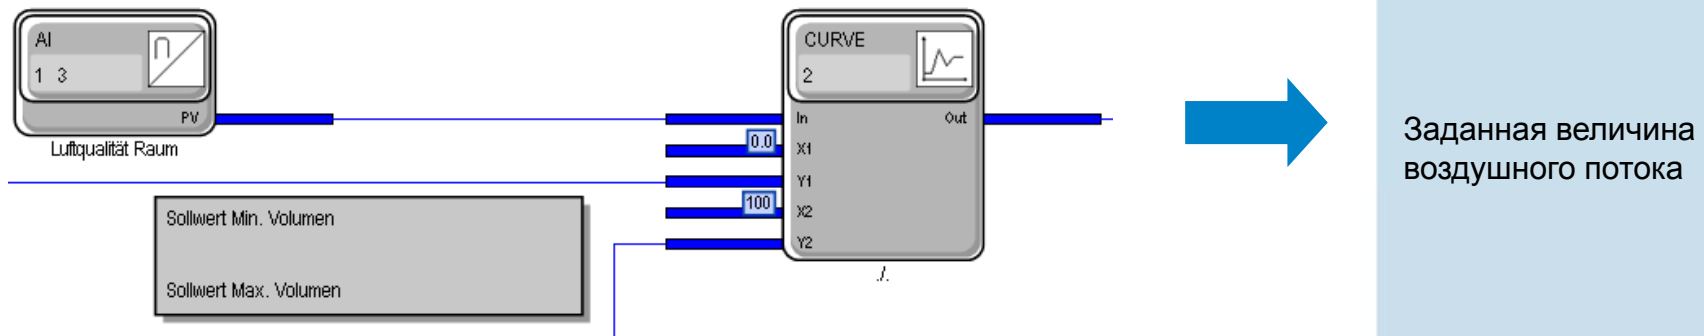 AI
1 3
PV
Luftqualität Raum
Sollwert Min. Volumen
Sollwert Max. Volumen
CURVE
2
In
Out
0.0
X1
Y1
100
X2
Y2
./.
Заданная величина
воздушного потока